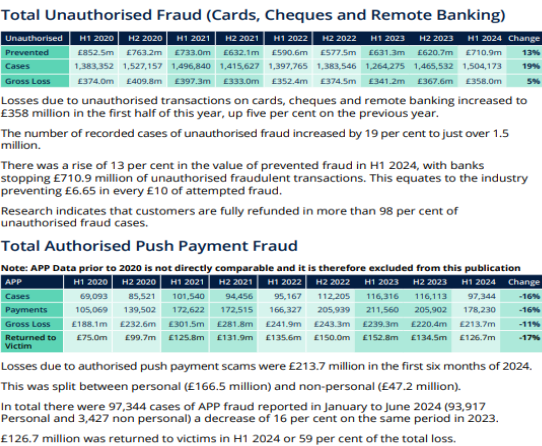 Total Unauthorised Fraud (Cards, Cheques and Remote Banking)
Unauthorised H1 2020 H2 2020 H1 2021 H2 2021 H1 2022 H2 2022 H1 2023 H2 2023 H1 2024 Change
Prevented £852.5m £763.2m £733.0m £632.1m £590.6m £577.5m £631.3m £620.7m £710.9m 13%
Cases 1,383,352 1,527,157 1,496,840 1,415,627 1,397,765 1,383,546 1,264,275 1,465,532 1,504,173 19%
Gross Loss £374.0m £409.8m £397.3m £333.0m £352.4m £374.5m £341.2m £367.6m £358.0m 5%
Losses due to unauthorised transactions on cards, cheques and remote banking increased to
£358 million in the first half of this year, up five per cent on the previous year.
The number of recorded cases of unauthorised fraud increased by 19 per cent to just over 1.5
million.
There was a rise of 13 per cent in the value of prevented fraud in H1 2024, with banks
stopping £710.9 million of unauthorised fraudulent transactions. This equates to the industry
preventing £6.65 in every £10 of attempted fraud.
Research indicates that customers are fully refunded in more than 98 per cent of
unauthorised fraud cases.
Total Authorised Push Payment Fraud
Note: APP Data prior to 2020 is not directly comparable and it is therefore excluded from this publication
APP H1 2020 H2 2020 H1 2021 H2 2021 H1 2022 H2 2022 H1 2023 H2 2023 H1 2024 Change
Cases 69,093 85,521 101,540 94,456 95,167 112,205 116,316 116,113 97,344 -16%
Payments 105,069 139,502 172,622 172,515 166,327 205,939 211,560 205,902 178,230 -16%
Gross Loss £188.1m £232.6m £301.5m £281.8m £241.9m £243.3m £239.3m £220.4m £213.7m -11%
Returned to Victim £75.0m £99.7m £125.8m £131.9m £135.6m £150.0m £152.8m £134.5m £126.7m -17%
Losses due to authorised push payment scams were £213.7 million in the first six months of 2024.
This was split between personal (£166.5 million) and non-personal (£47.2 million).
In total there were 97,344 cases of APP fraud reported in January to June 2024 (93,917
Personal and 3,427 non personal) a decrease of 16 per cent on the same period in 2023.
£126.7 million was returned to victims in H1 2024 or 59 per cent of the total loss.